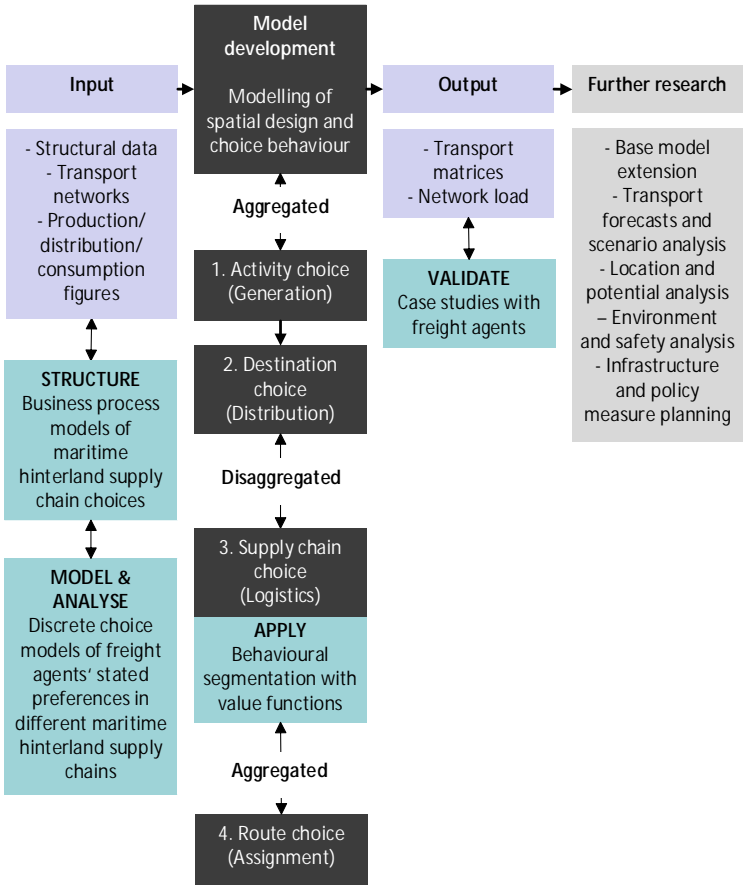 Input
- Structural data
- Transport
networks
- Production/
distribution/
consumption
figures
STRUCTURE
Business process
models of
maritime
hinterland supply
chain choices
MODEL &
ANALYSE
Discrete choice
models of freight
agents‘ stated
preferences in
different maritime
hinterland supply
chains
Model
development
Modelling of
spatial design and
choice behaviour
Aggregated
1. Activity choice
(Generation)
2. Destination
choice
(Distribution)
Disaggregated
3. Supply chain
choice
(Logistics)
APPLY
Behavioural
segmentation with
value functions
Aggregated
4. Route choice
(Assignment)
Output
- Transport
matrices
- Network load
VALIDATE
Case studies with
freight agents
Further research
- Base model
extension
- Transport
forecasts and
scenario analysis
- Location and
potential analysis
– Environment
and safety analysis
- Infrastructure
and policy
measure planning